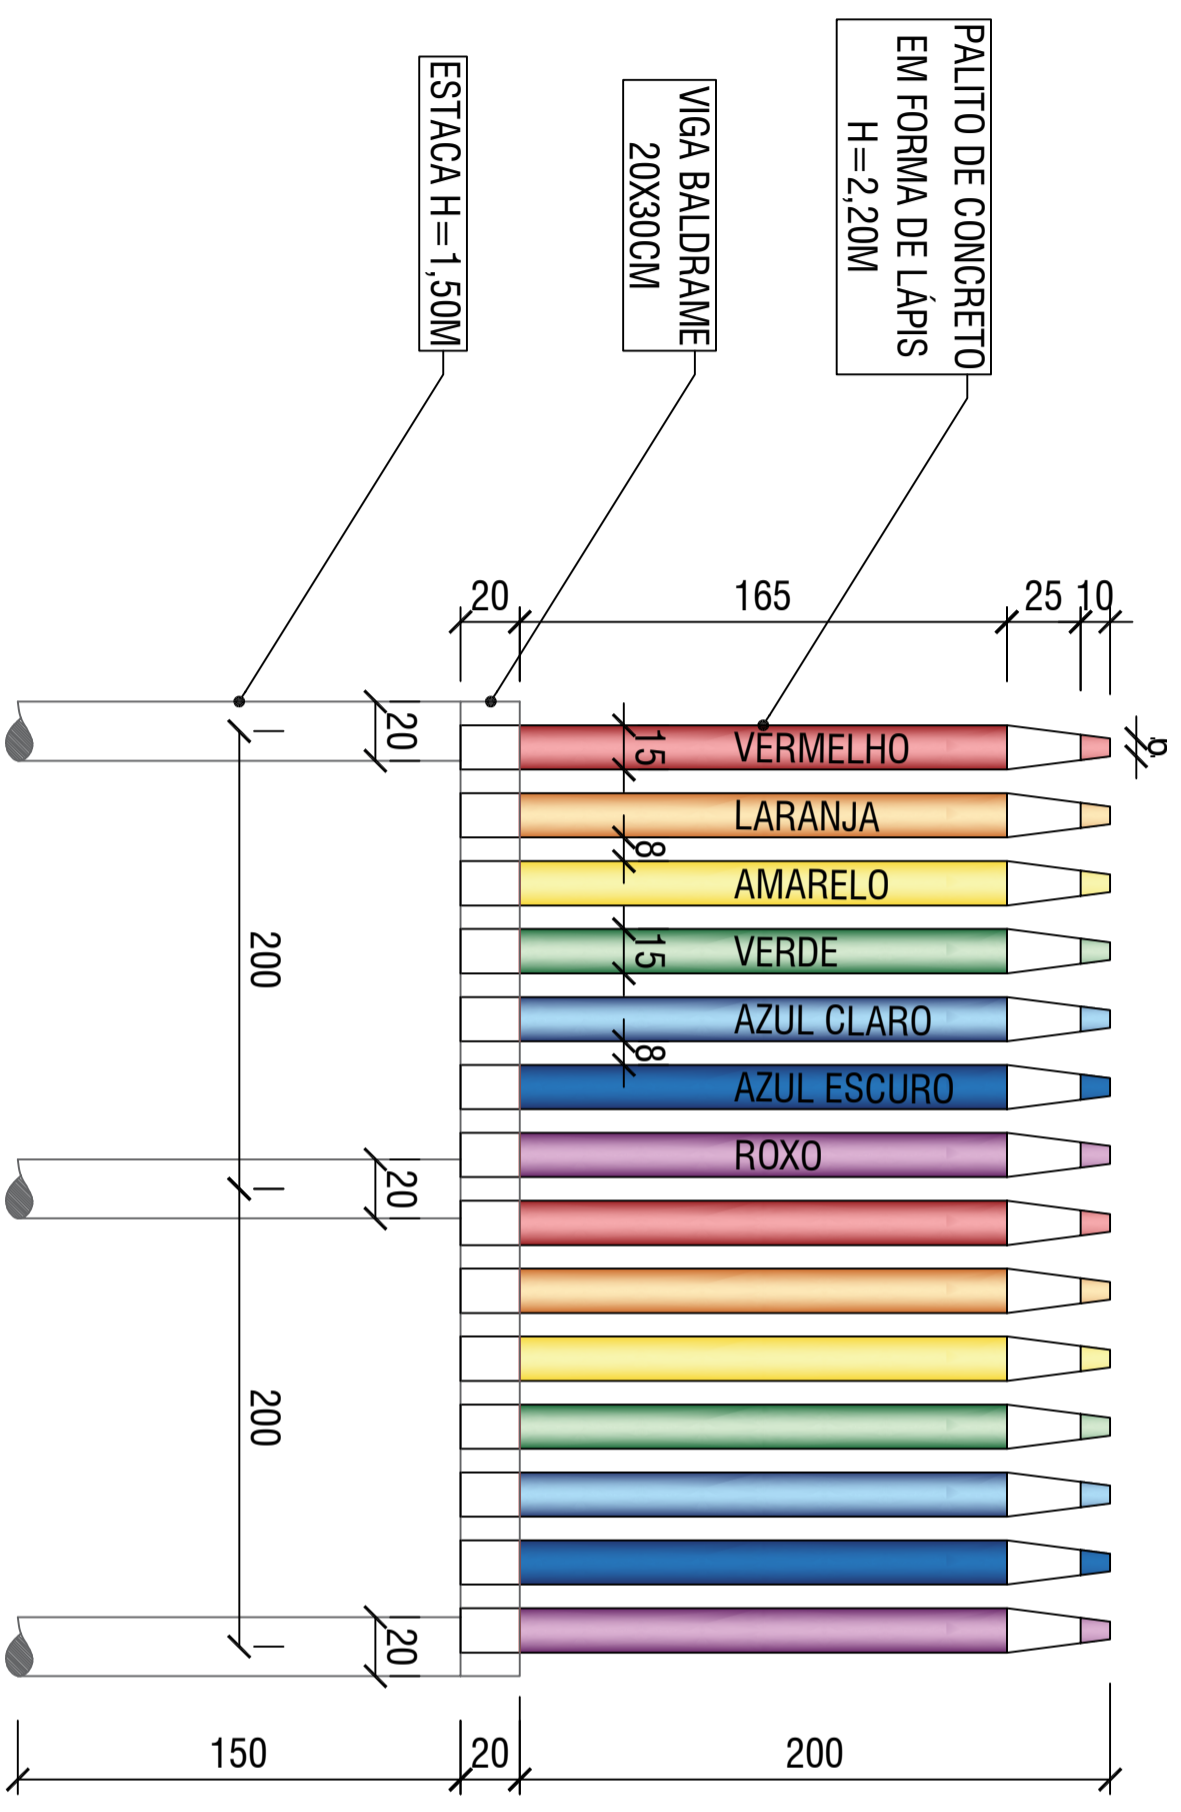 PALITO DE CONCRETO
EM FORMA DE LÁPIS
H=2,20M
VIGA BALDRAME
20X30CM
ESTACA H=1,50M
20
165
25
10
15
8
15
8
VERMELHO
LARANJA
AMARELO
VERDE
AZUL CLARO
AZUL ESCURO
ROXO
20
200
20
200
20
150
20
200